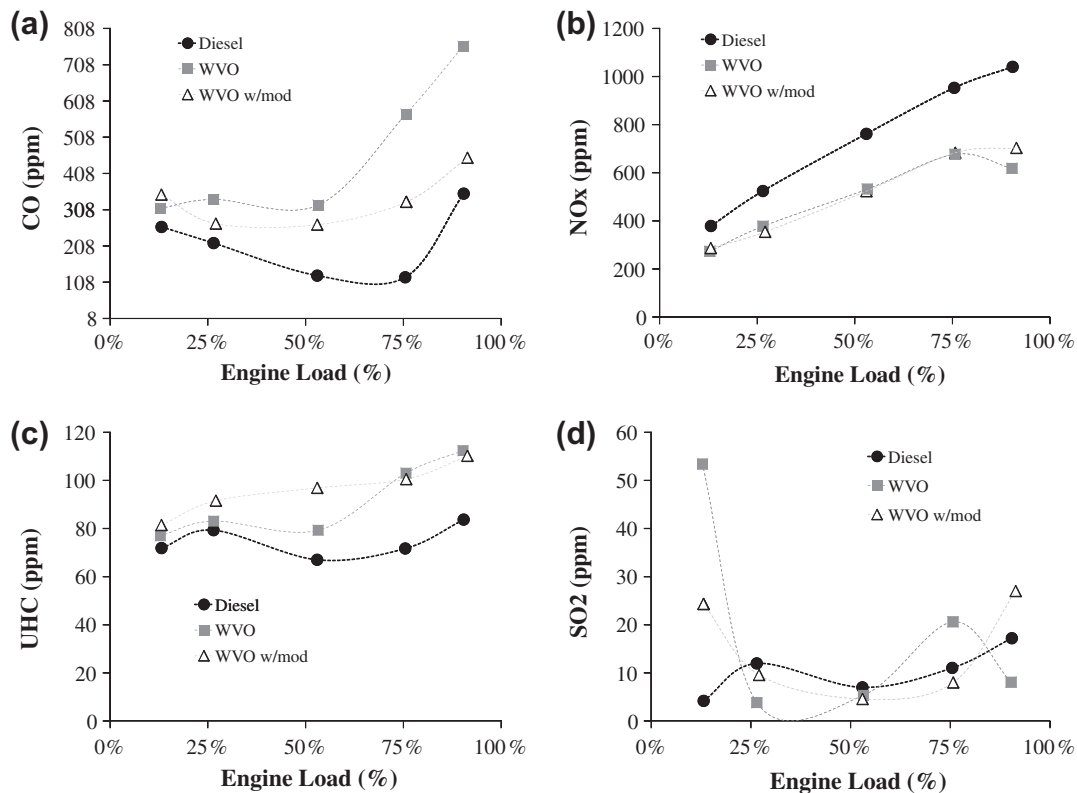 (a)
808
708
608
508
408
308
208
108
8
CO (ppm)
Diesel
WVO
WVO w/mod
0%
25%
50%
75%
100%
Engine Load (%)
(b)
1200
1000
800
600
400
200
0
NOx (ppm)
Diesel
WVO
WVO w/mod
0%
25%
50%
75%
100%
Engine Load (%)
(c)
120
100
80
60
40
20
0
UHC (ppm)
Diesel
WVO
WVO w/mod
0%
25%
50%
75%
100%
Engine Load (%)
(d)
60
50
40
30
20
10
0
SO2 (ppm)
Diesel
WVO
WVO w/mod
0%
25%
50%
75%
100%
Engine Load (%)